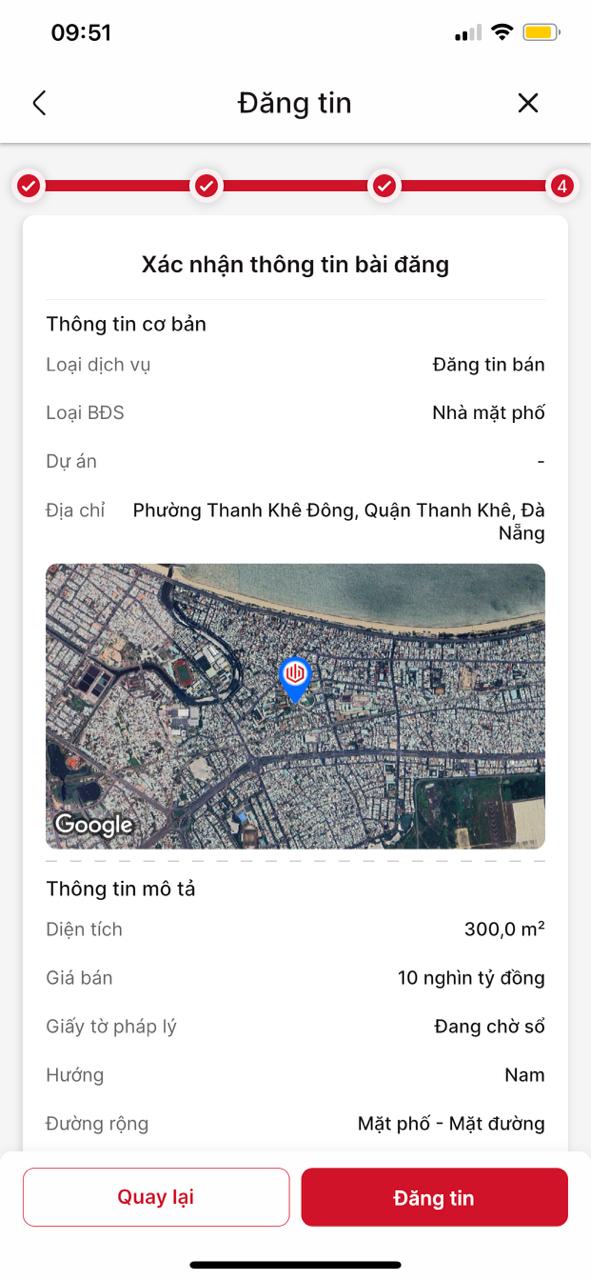 09:51
Đăng tin
4
Xác nhận thông tin bài đăng
Thông tin cơ bản
Loại dịch vụ Đăng tin bán
Loại BĐS Nhà mặt phố
Dự án -
Địa chỉ Phường Thanh Khê Đông, Quận Thanh Khê, Đà
Nẵng
Google
Thông tin mô tả
Diện tích 300,0 m²
Giá bán 10 nghìn tỷ đồng
Giấy tờ pháp lý Đang chờ sổ
Hướng Nam
Đường rộng Mặt phố - Mặt đường
Quay lại Đăng tin